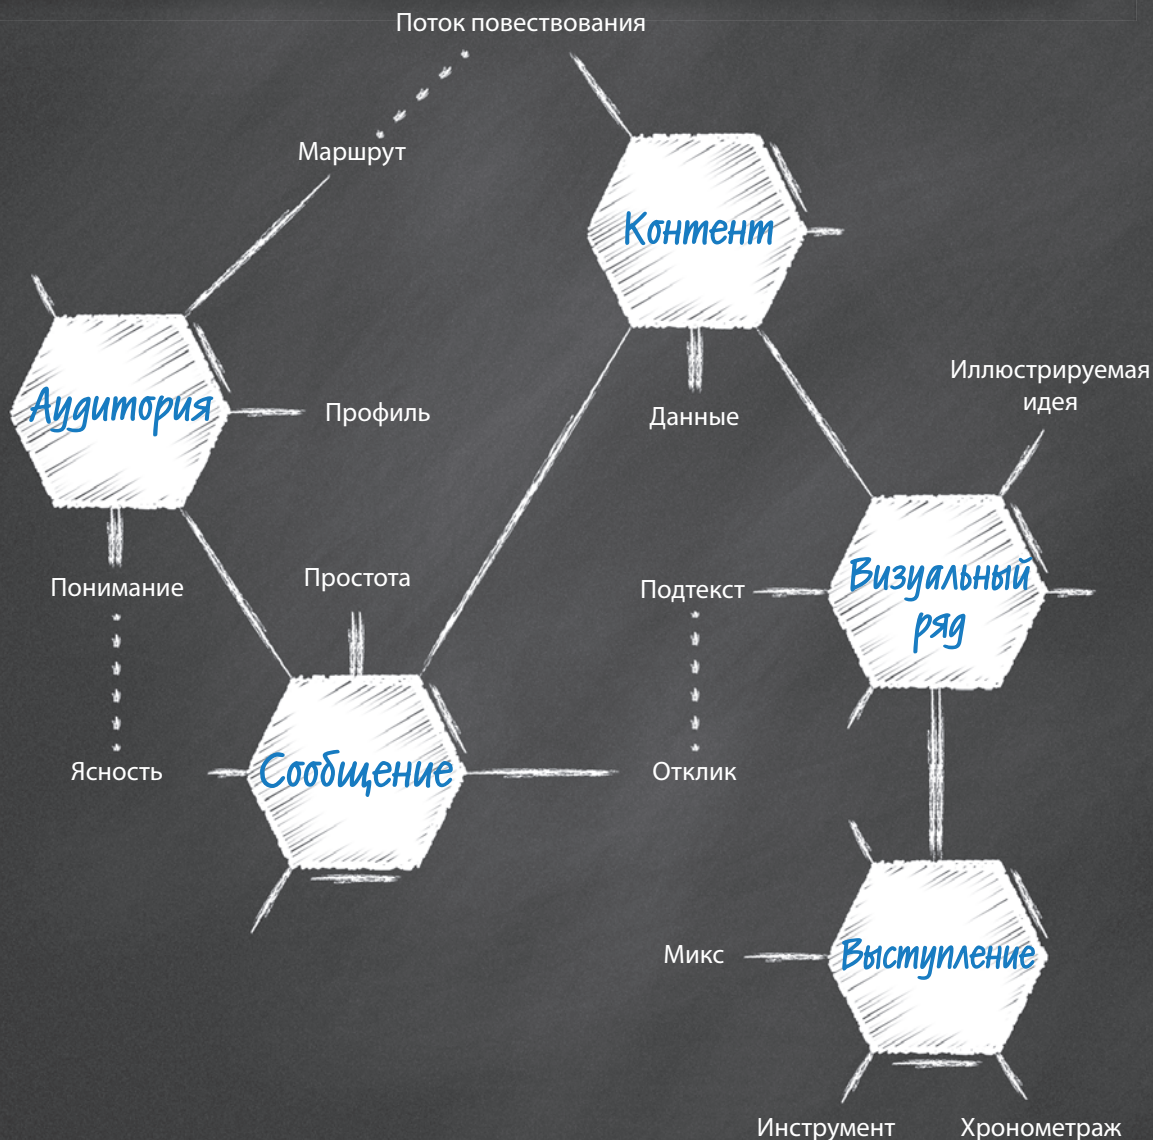 Поток повествования
Маршрут
Контент
Иллюстрируемая
идея
Аудитория
Профиль
Данные
Понимание
Простота
Подтекст
Визуальный
ряд
Ясность
Сообщение
Отклик
Микс
Выступление
Инструмент
Хронометраж